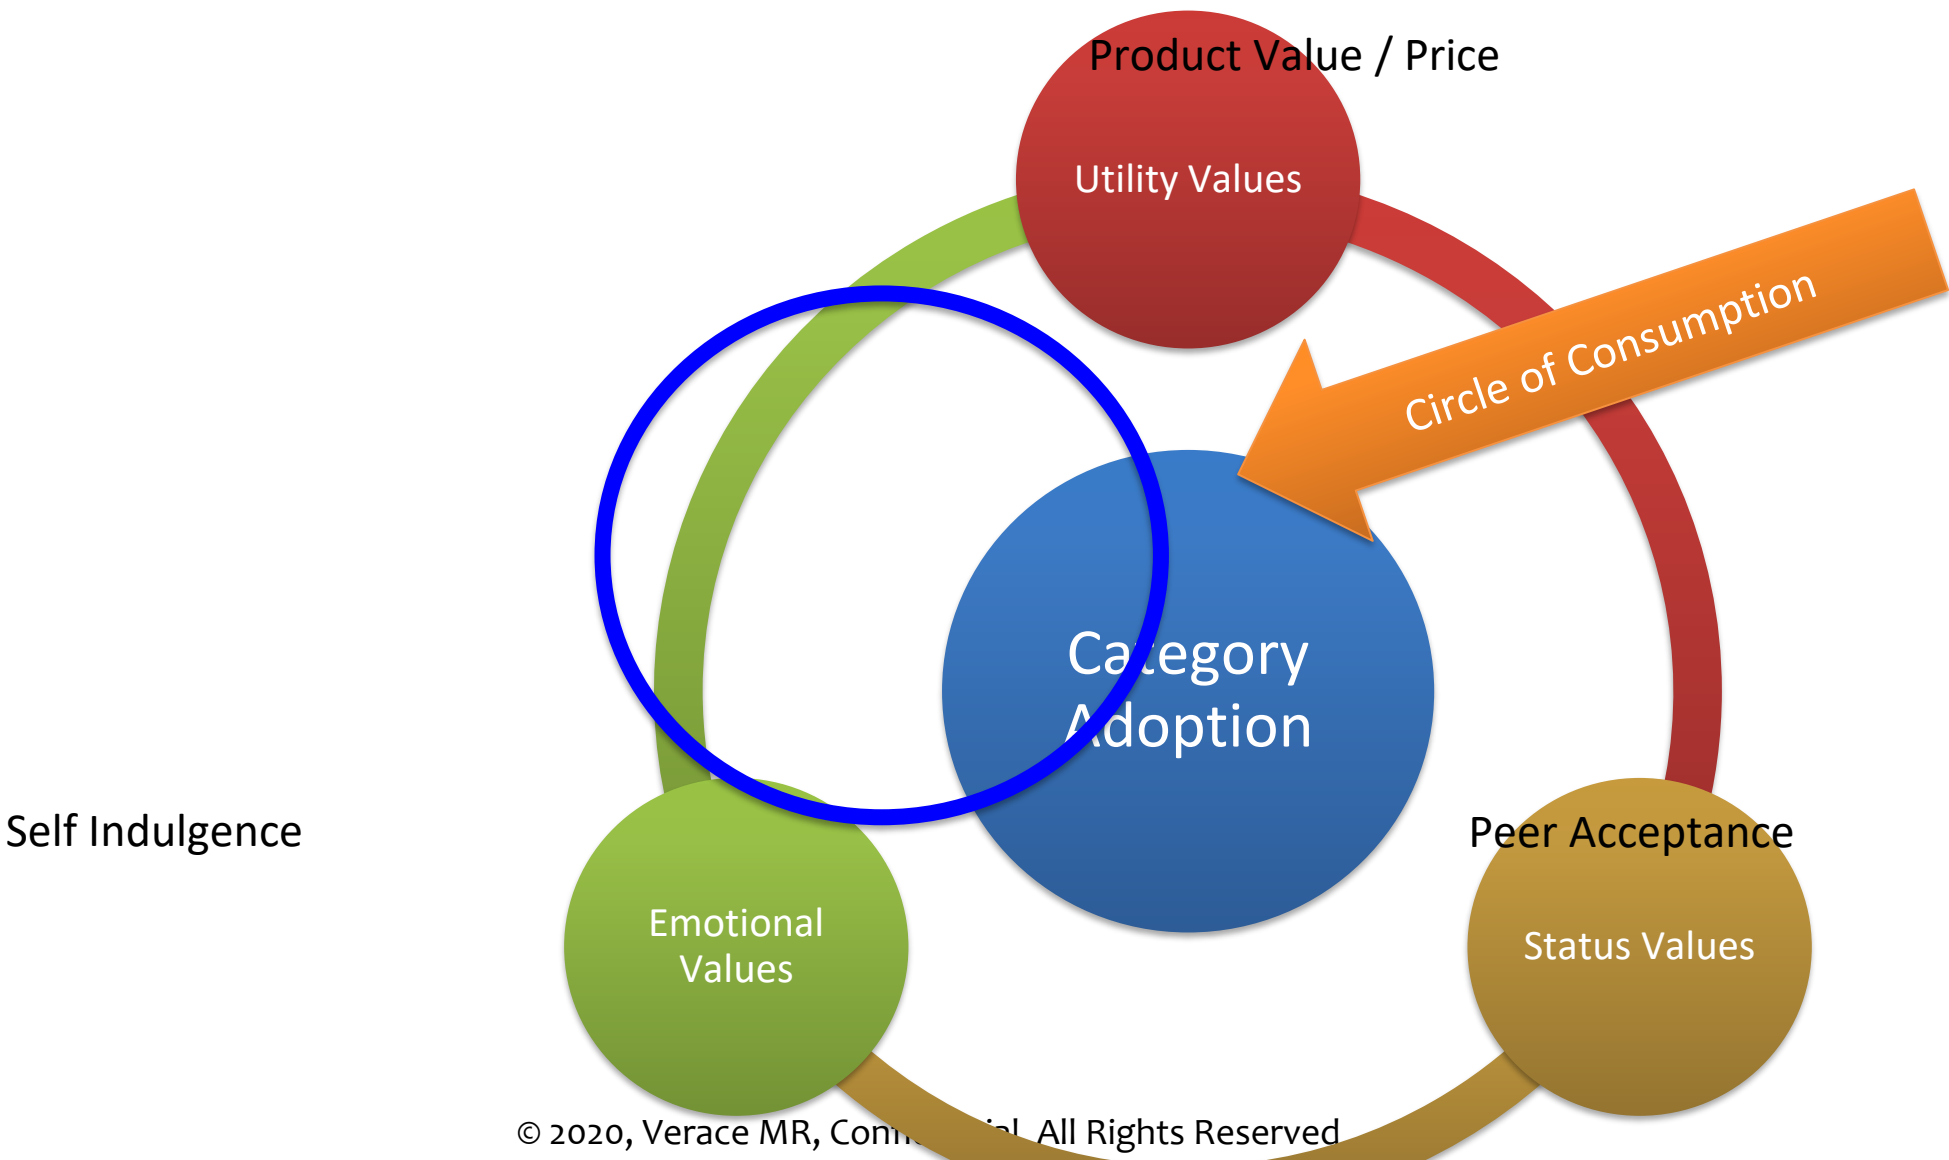 Product Value / Price
Utility Values
Circle of Consumption
Category
Adoption
Self Indulgence
Peer Acceptance
Emotional
Values
Status Values
© 2020, Verace MR, All Rights Reserved